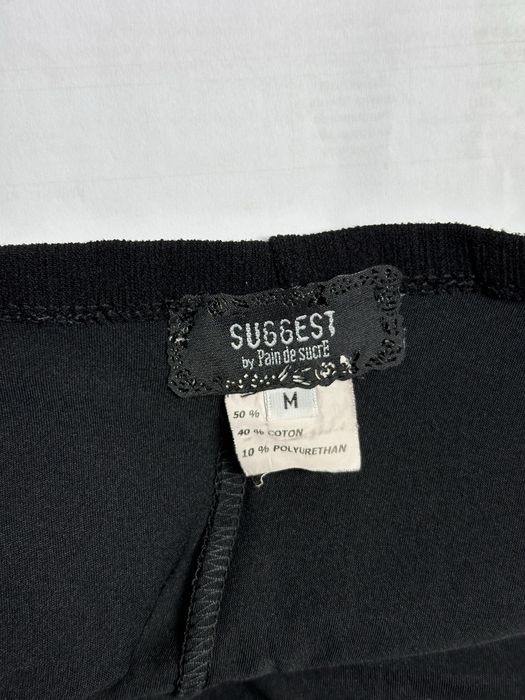 SUGGEST
by Pain de sucrE
M
50 %
40 % COTON
10 % POLYURETHAN